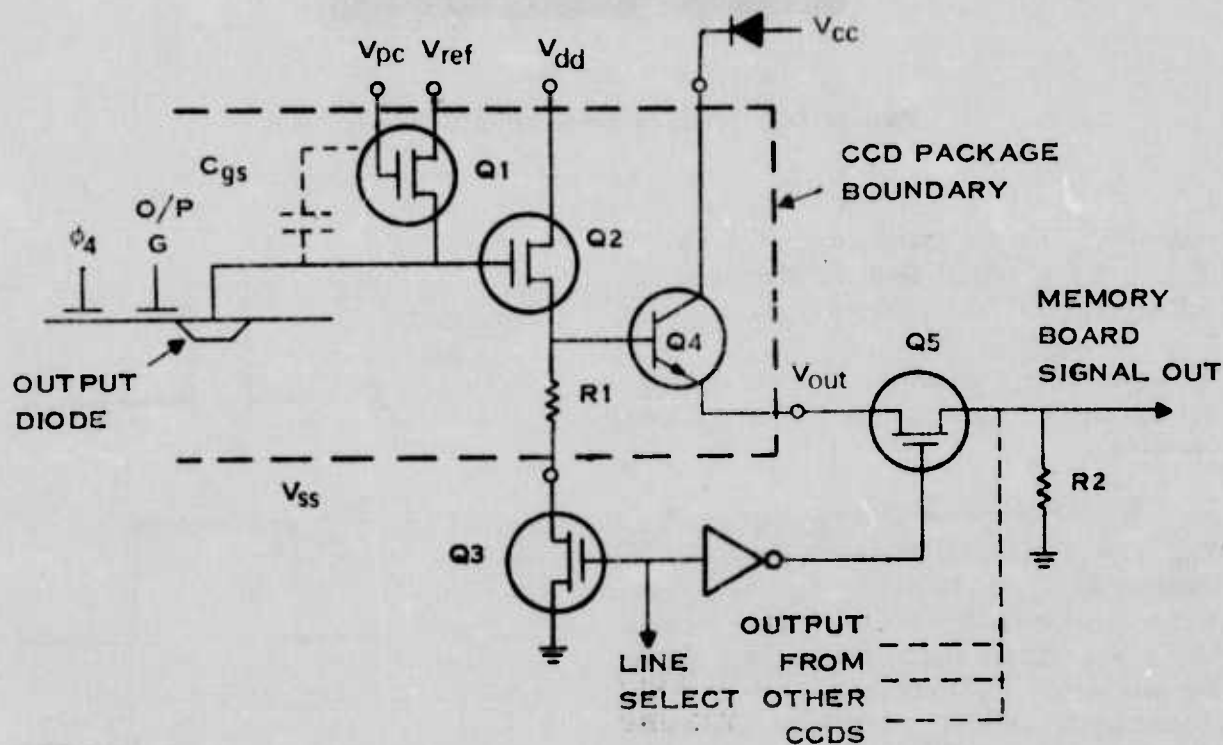 Vpc
Vref
Vdd
Vcc
Cgs
Q1
CCD PACKAGE
BOUNDARY
O/P
G
ϕ4
Q2
Q4
OUTPUT
DIODE
R1
Vout
Q5
MEMORY
BOARD
SIGNAL OUT
Vss
R2
Q3
LINE
SELECT
OUTPUT
FROM
OTHER
CCDS